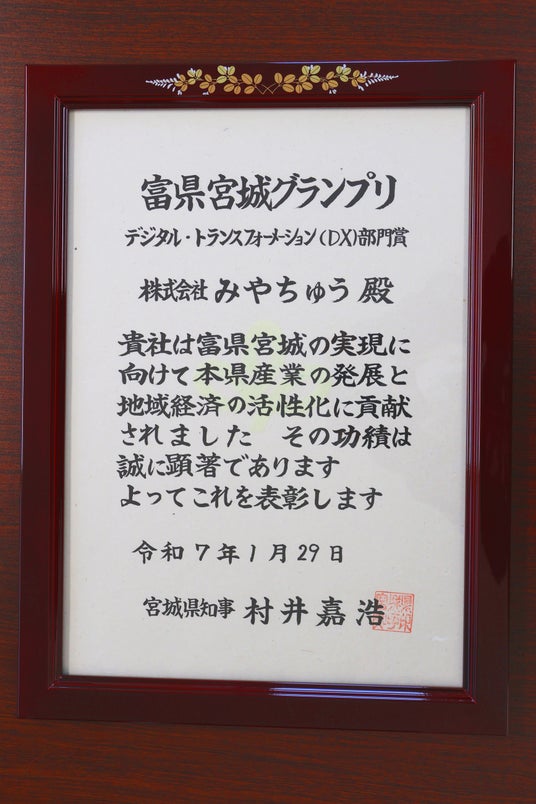 富県宮城グランプリ
デジタル・トランスフォーメーション(DX)部門賞
株式会社 みやちゅう 殿
貴社は富県宮城の実現に
向けて本県産業の発展と
地域経済の活性化に貢献
されました　その功績は
誠に顕著であります
よってこれを表彰します
令和7年1月29日
宮城県知事 村井嘉浩